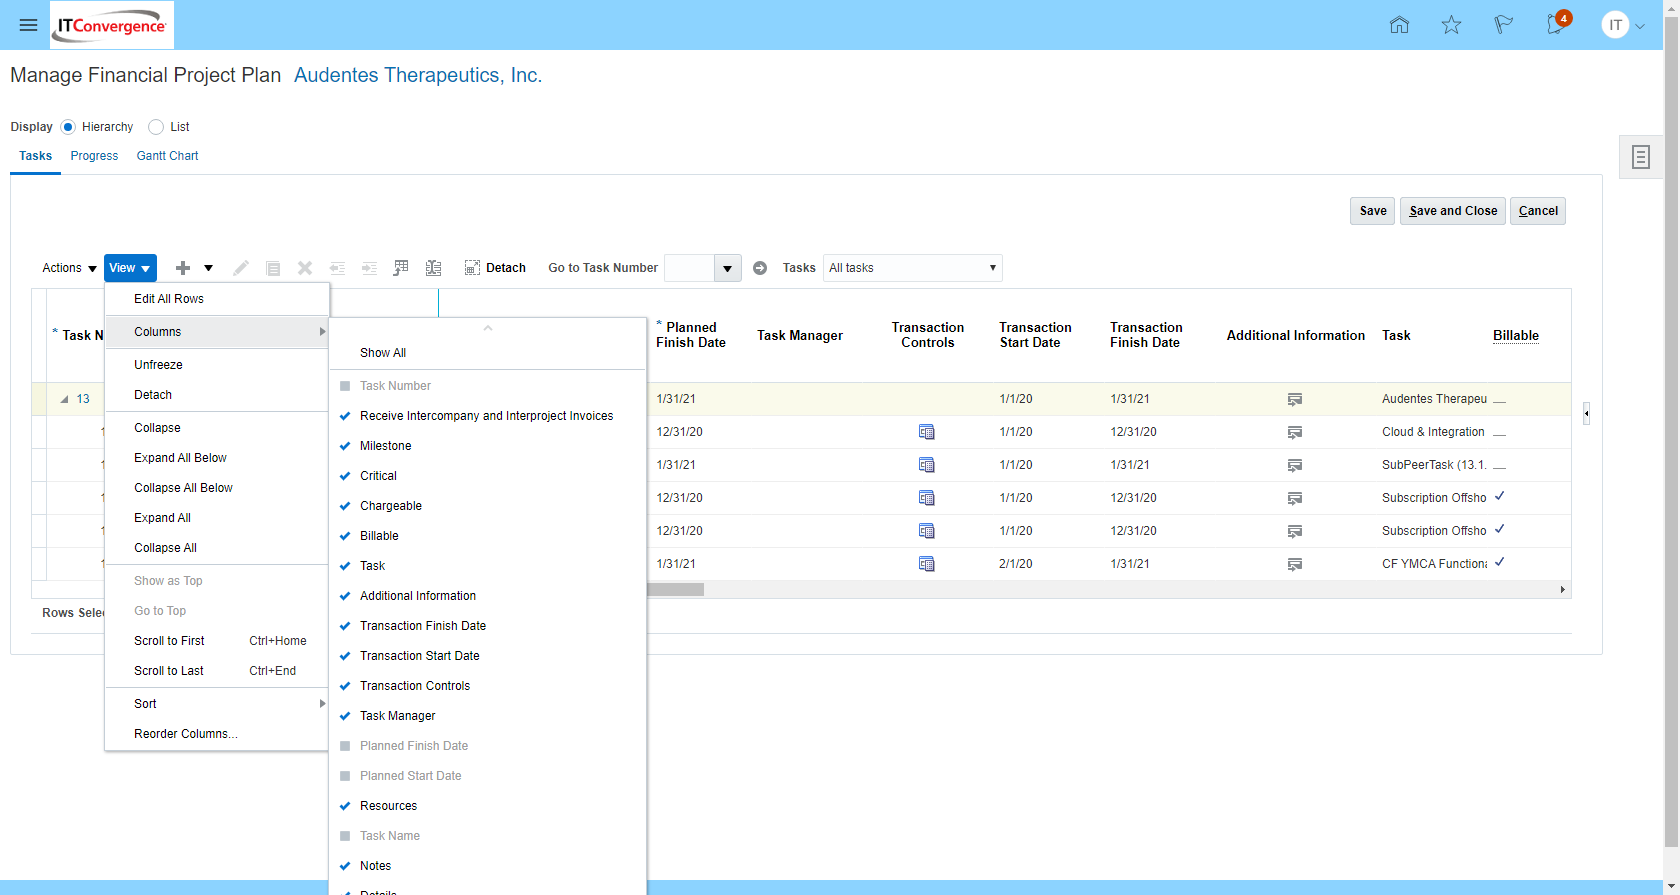 ITConvergence
4
IT
Manage Financial Project Plan Audentes Therapeutics, Inc.
Display Hierarchy List
Tasks Progress Gantt Chart
Save Save and Close Cancel
Actions View Detach Go to Task Number Tasks All tasks
* Task N
* Planned Finish Date
Task Manager
Transaction Controls
Transaction Start Date
Transaction Finish Date
Additional Information
Task
Billable
13 1/31/21 1/1/20 1/31/21 Audentes Therapeu
12/31/20 1/1/20 12/31/20 Cloud & Integration
1/31/21 1/1/20 1/31/21 SubPeerTask (13.1.
12/31/20 1/1/20 12/31/20 Subscription Offsho
12/31/20 1/1/20 12/31/20 Subscription Offsho
1/31/21 2/1/20 1/31/21 CF YMCA Functiona
Rows Selec
Edit All Rows
Columns
Unfreeze
Detach
Collapse
Expand All Below
Collapse All Below
Expand All
Collapse All
Show as Top
Go to Top
Scroll to First Ctrl+Home
Scroll to Last Ctrl+End
Sort
Reorder Columns...
Show All
Task Number
Receive Intercompany and Interproject Invoices
Milestone
Critical
Chargeable
Billable
Task
Additional Information
Transaction Finish Date
Transaction Start Date
Transaction Controls
Task Manager
Planned Finish Date
Planned Start Date
Resources
Task Name
Notes
Details